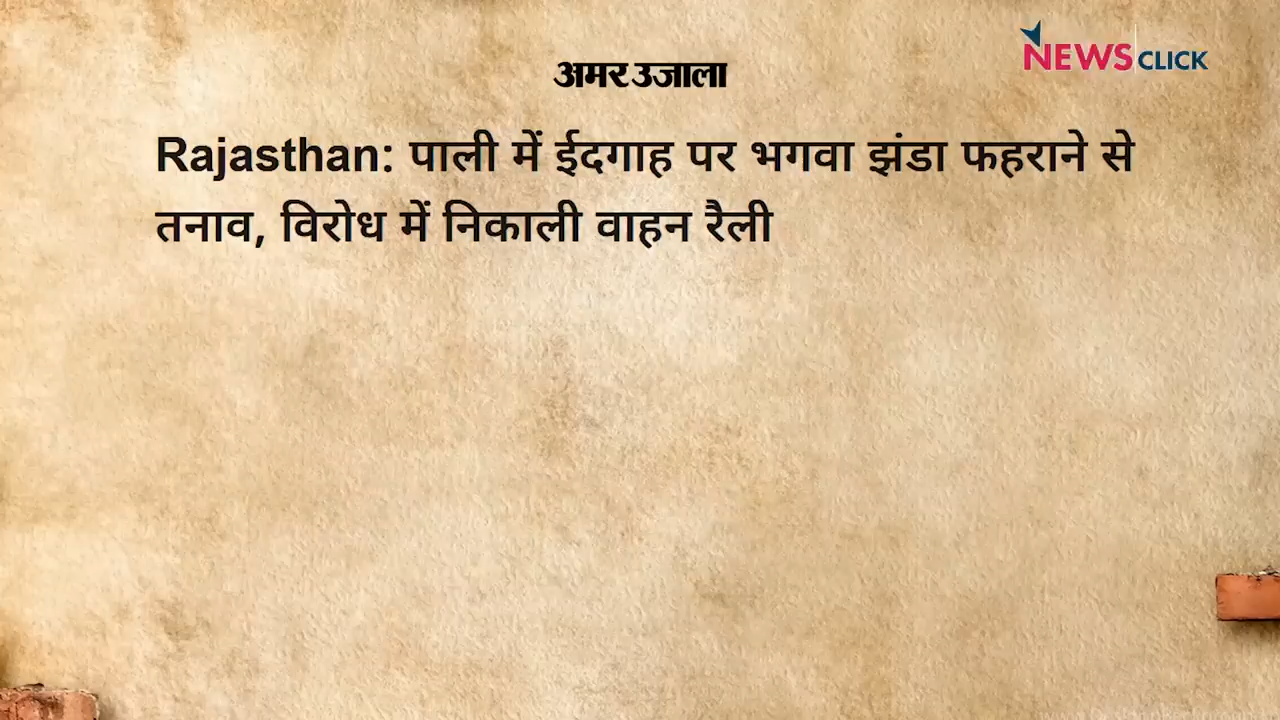 NEWSCLICK
अमर उजाला
Rajasthan: पाली में ईदगाह पर भगवा झंडा फहराने से
तनाव, विरोध में निकाली वाहन रैली